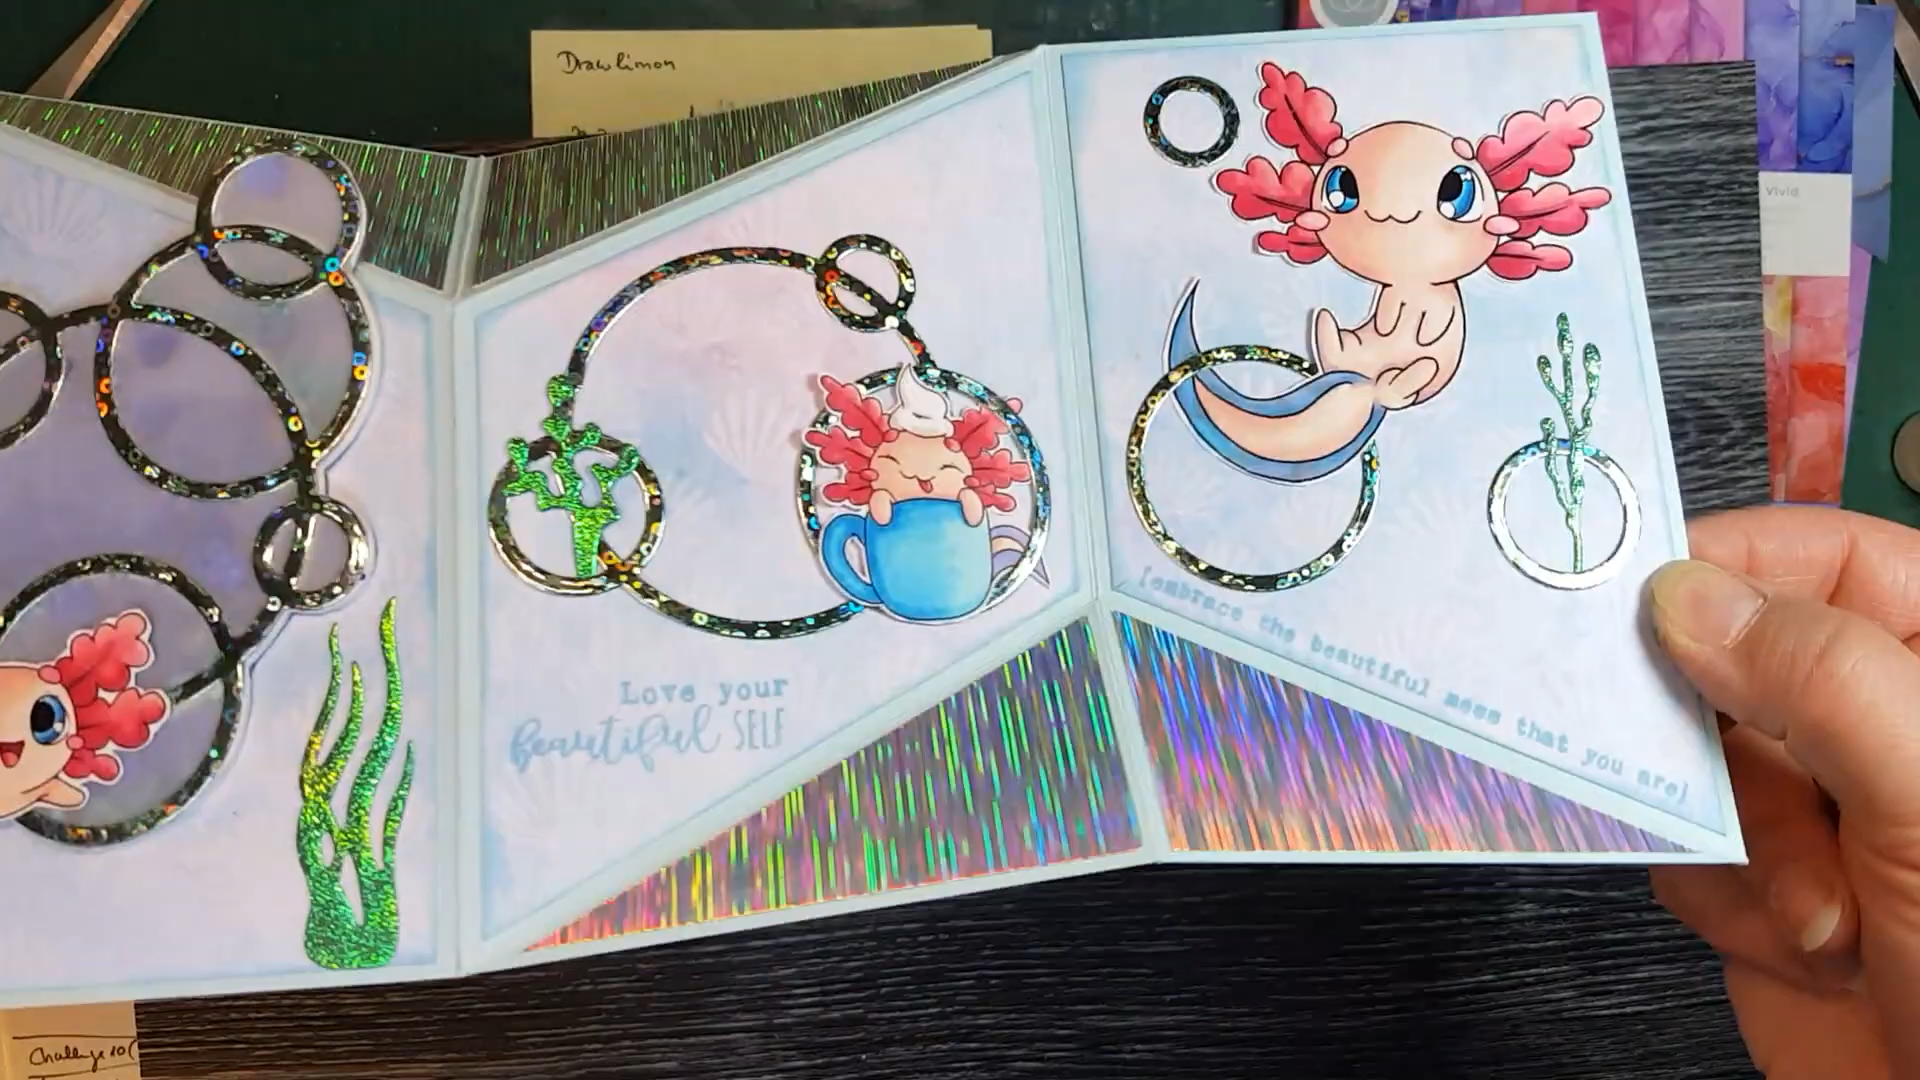 Drawlimon
Vivid
Love your
beautiful SELF
[embrace the beautiful mess that you are]